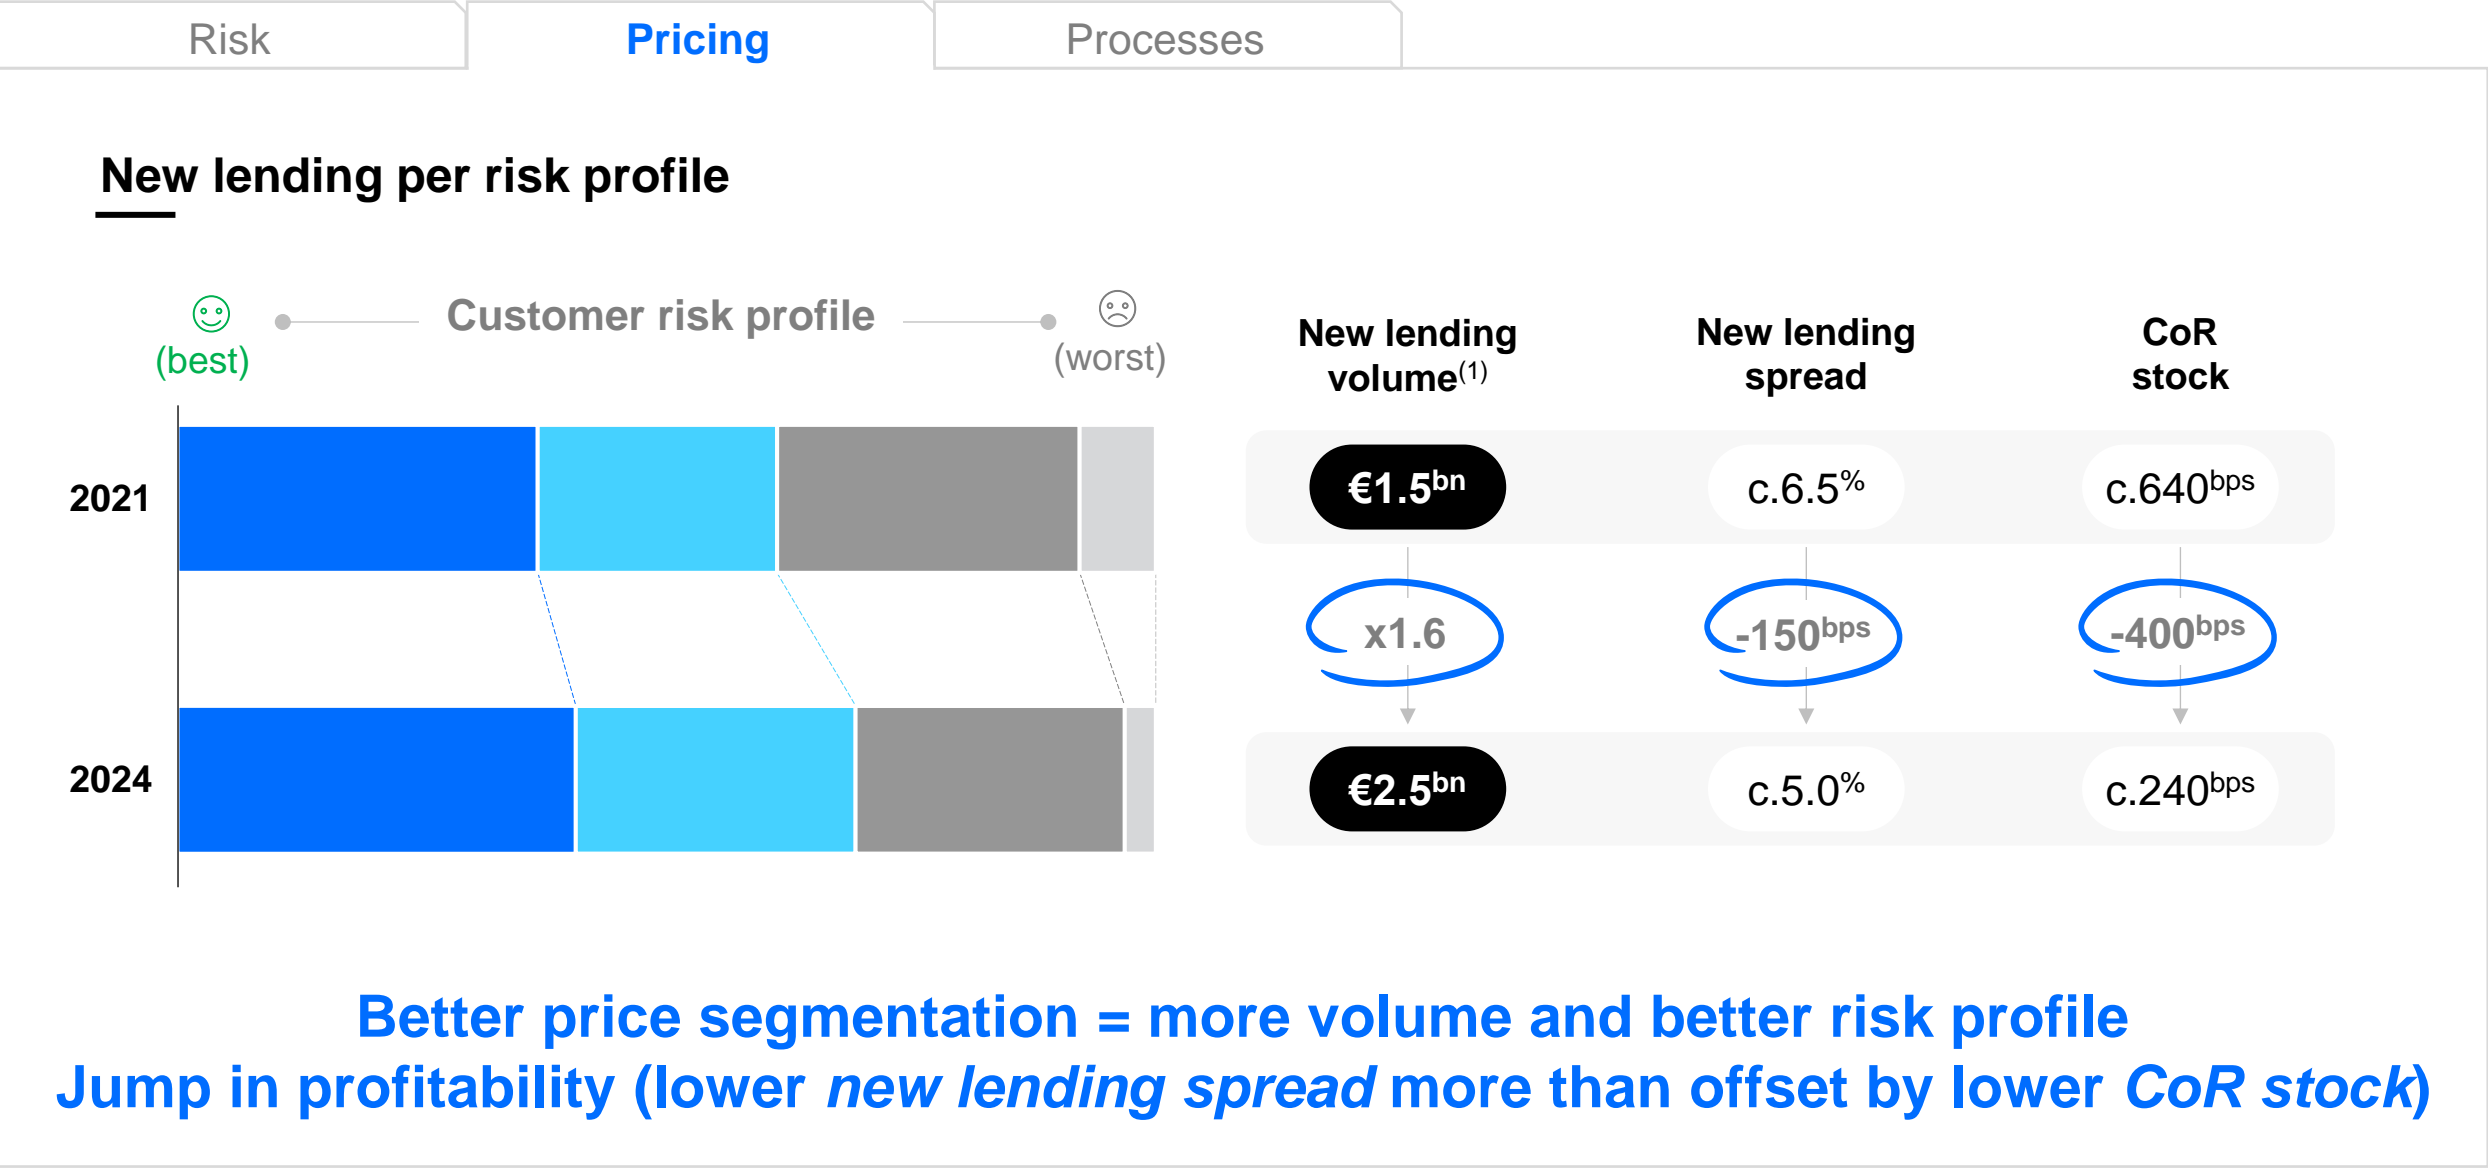 Risk
Pricing
Processes
New lending per risk profile
(best)
Customer risk profile
(worst)
New lending
volume(1)
New lending
spread
CoR
stock
2021
€1.5bn
c.6.5%
c.640bps
x1.6
-150bps
-400bps
2024
€2.5bn
c.5.0%
c.240bps
Better price segmentation = more volume and better risk profile
Jump in profitability (lower new lending spread more than offset by lower CoR stock)